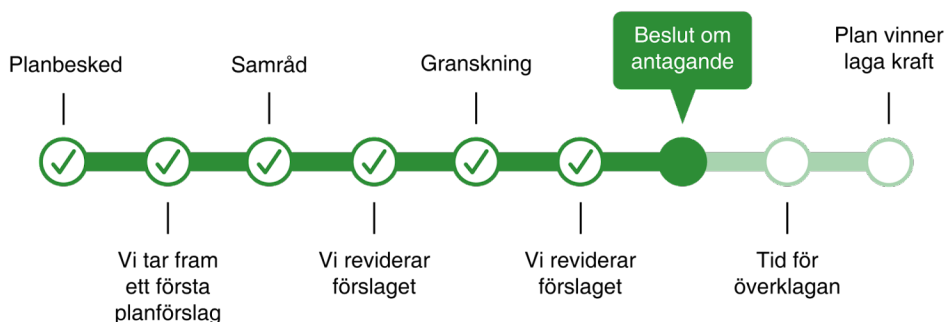 Planbesked
Vi tar fram
ett första
planförslag
Samråd
Vi reviderar
förslaget
Granskning
Vi reviderar
förslaget
Beslut om
antagande
Tid för
överklagan
Plan vinner
laga kraft